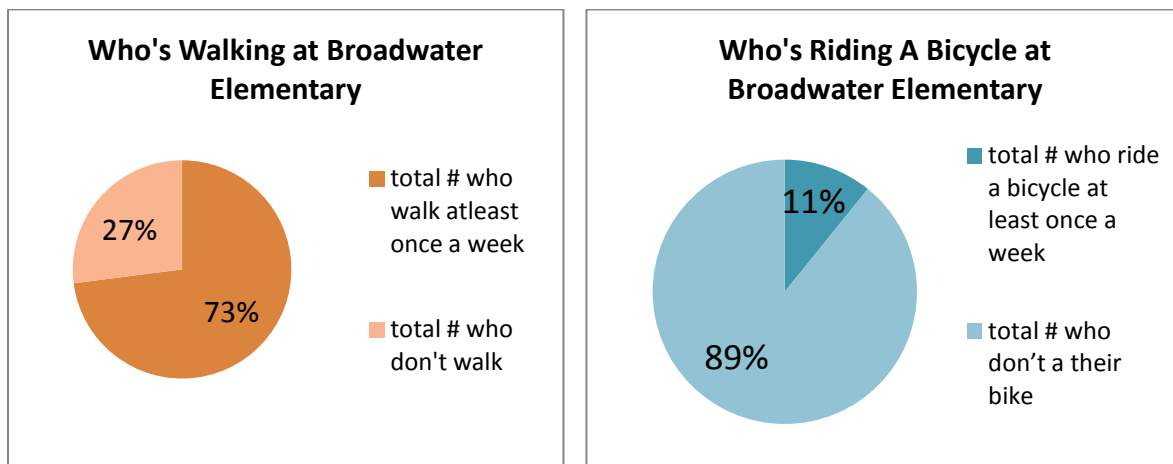 Who's Walking at Broadwater
Elementary
27%
73%
total # who
walk atleast
once a week
total # who
don't walk
Who's Riding A Bicycle at
Broadwater Elementary
11%
89%
total # who ride
a bicycle at
least once a
week
total # who
don’t a their
bike